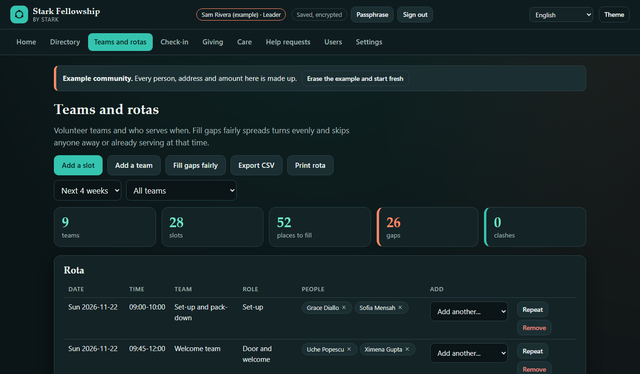 Stark Fellowship
BY STARK
Sam Rivera (example) · Leader
Saved, encrypted
Passphrase
Sign out
English
Theme
Home
Directory
Teams and rotas
Check-in
Giving
Care
Help requests
Users
Settings
Example community. Every person, address and amount here is made up.
Erase the example and start fresh
Teams and rotas
Volunteer teams and who serves when. Fill gaps fairly spreads turns evenly and skips
anyone away or already serving at that time.
Add a slot
Add a team
Fill gaps fairly
Export CSV
Print rota
Next 4 weeks
All teams
9
teams
28
slots
52
places to fill
26
gaps
0
clashes
Rota
DATE TIME TEAM ROLE PEOPLE ADD
Sun 2026-11-22 09:00-10:00 Set-up and pack-down Set-up Grace Diallo × Sofia Mensah × Add another... Repeat
Remove
Sun 2026-11-22 09:45-12:00 Welcome team Door and welcome Uche Popescu × Ximena Gupta × Add another... Repeat
Remove